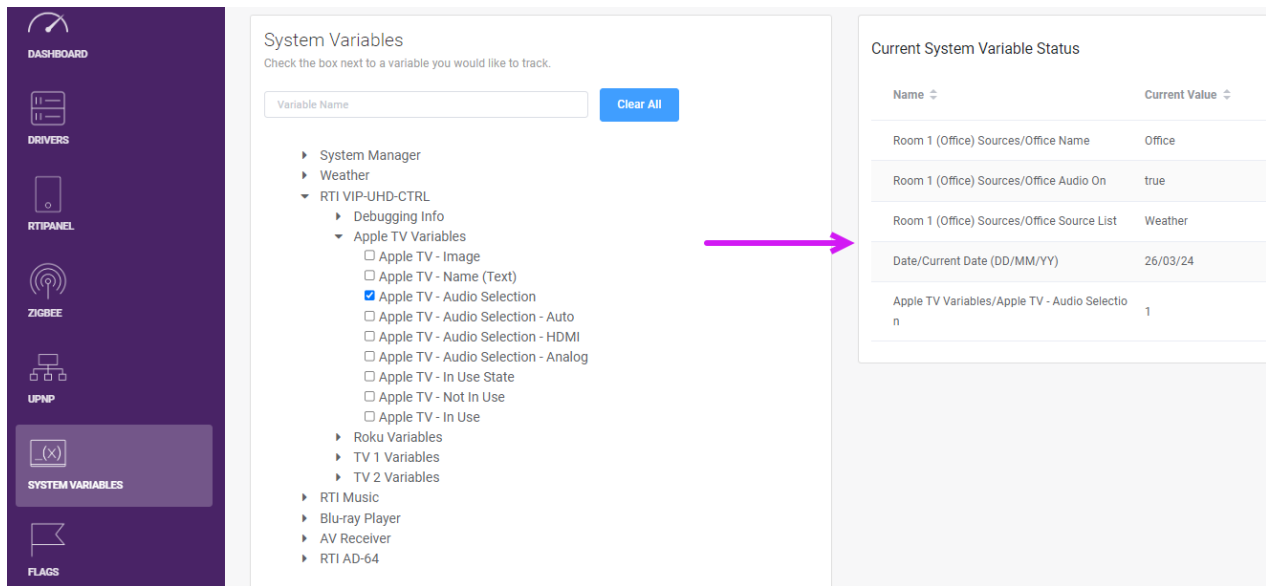 DASHBOARD
DRIVERS
RTIPANEL
ZIGBEE
UPNP
_(x)
SYSTEM VARIABLES
FLAGS
System Variables
Check the box next to a variable you would like to track.
Variable Name
Clear All
System Manager
Weather
RTI VIP-UHD-CTRL
Debugging Info
Apple TV Variables
Apple TV - Image
Apple TV - Name (Text)
Apple TV - Audio Selection
Apple TV - Audio Selection - Auto
Apple TV - Audio Selection - HDMI
Apple TV - Audio Selection - Analog
Apple TV - In Use State
Apple TV - Not In Use
Apple TV - In Use
Roku Variables
TV 1 Variables
TV 2 Variables
RTI Music
Blu-ray Player
AV Receiver
RTI AD-64
Current System Variable Status
Name Current Value
Room 1 (Office) Sources/Office Name Office
Room 1 (Office) Sources/Office Audio On true
Room 1 (Office) Sources/Office Source List Weather
Date/Current Date (DD/MM/YY) 26/03/24
Apple TV Variables/Apple TV - Audio Selectio
n 1